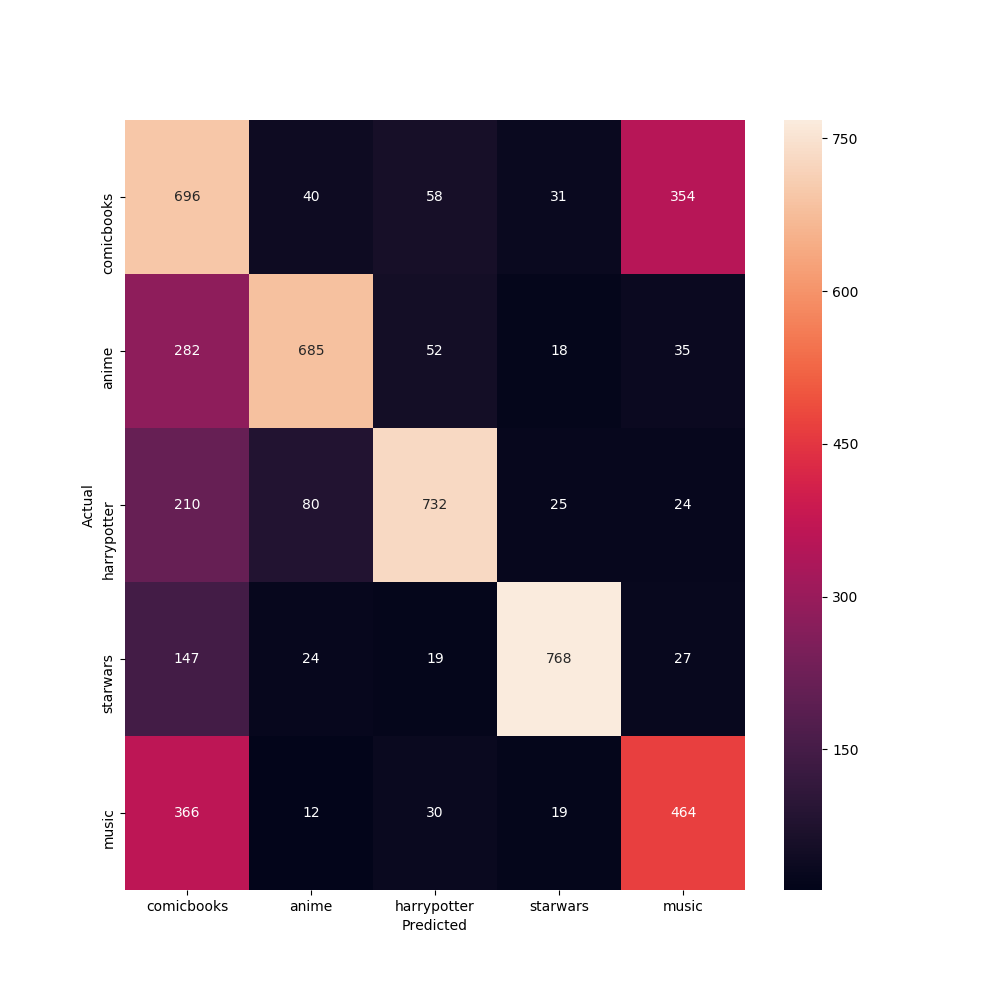 Actual
comicbooks 696 40 58 31 354
anime 282 685 52 18 35
harrypotter 210 80 732 25 24
starwars 147 24 19 768 27
music 366 12 30 19 464
comicbooks anime harrypotter starwars music
Predicted
750
600
450
300
150